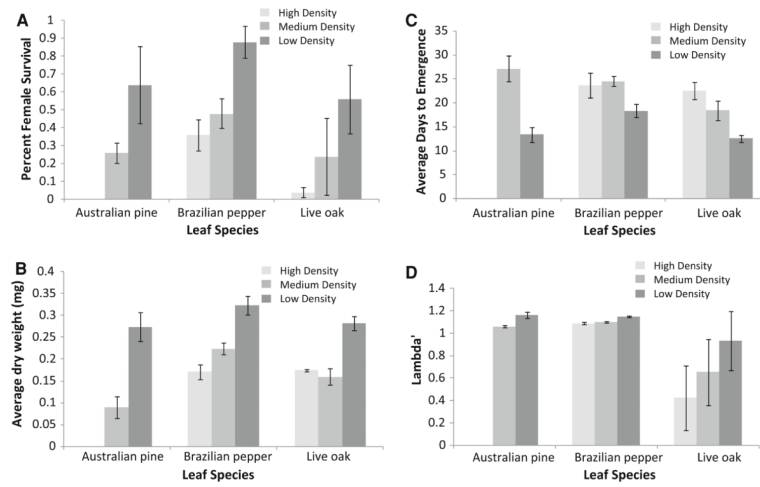 A
High Density
Medium Density
Low Density
Percent Female Survival
1
0.9
0.8
0.7
0.6
0.5
0.4
0.3
0.2
0.1
0
Australian pine Brazilian pepper Live oak
Leaf Species
C
High Density
Medium Density
Low Density
Average Days to Emergence
35
30
25
20
15
10
5
0
Australian pine Brazilian pepper Live oak
Leaf Species
B
High Density
Medium Density
Low Density
Average dry weight (mg)
0.4
0.35
0.3
0.25
0.2
0.15
0.1
0.05
0
Australian pine Brazilian pepper Live oak
Leaf Species
D
High Density
Medium Density
Low Density
Lambda'
1.4
1.2
1
0.8
0.6
0.4
0.2
0
Australian pine Brazilian pepper Live oak
Leaf Species